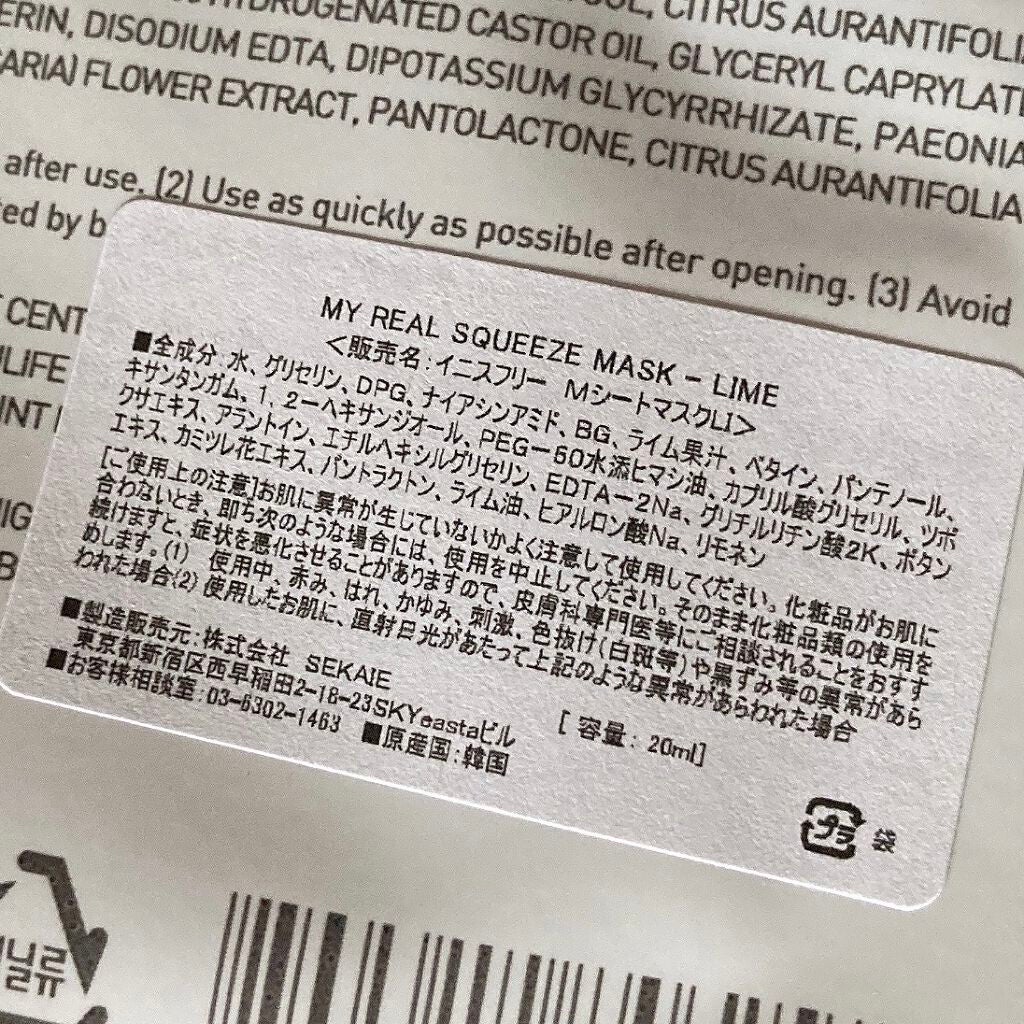 HYDROGENATED CASTOR OIL, CITRUS AURANTIFOLI
ERIN, DISODIUM EDTA, DIPOTASSIUM GLYCERYL CAPRYLAT
ARIA) FLOWER EXTRACT, PANTOLACTONE, GLYCYRRHIZATE, PAEONIA
CITRUS AURANTIFOLIA
after use. (2) Use as quickly as possible after opening. (3) Avoid
ed by b
CENT
LIFE
INT
MY REAL SQUEEZE MASK – LIME
<販売名:イニスフリー Mシートマスク LI>
■全成分 水、グリセリン、DPG、ナイアシンアミド、BG、ライム果汁、ベタイン、パンテノール、
キサンタンガム、1,2-ヘキサンジオール、PEG-60水添ヒマシ油、カプリル酸グリセリル、ツボ
クサエキス、アラントイン、エチルヘキシルグリセリン、EDTA-2Na、グリチルリチン酸2K、ボタン
エキス、カミツレ花エキス、パントラクトン、ライム油、ヒアルロン酸Na、リモネン
[ご使用上の注意]お肌に異常が生じていないかよく注意して使用してください。化粧品がお肌に
合わないとき、即ち次のような場合には、使用を中止してください。そのまま化粧品類の使用を
続けますと、症状を悪化させることがありますので、皮膚科専門医等にご相談されることをおすす
めします。(1) 使用中、赤み、はれ、かゆみ、刺激、色抜け(白斑等)や黒ずみ等の異常があら
われた場合(2) 使用したお肌に、直射日光があたって上記のような異常があらわれた場合
■製造販売元:株式会社 SEKAIE
東京都新宿区西早稲田2-18-23SKYeastaビル [ 容量: 20ml]
■お客様相談室:03-6302-1463 ■原産国:韓国
プラ 袋
닐류